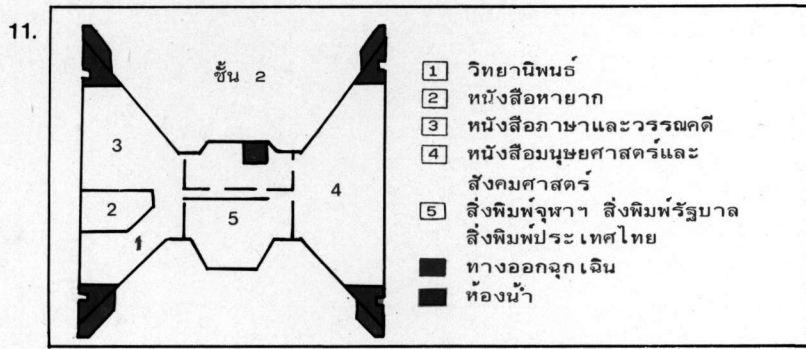 11.
ชั้น 2
3
2
1
5
4
1 วิทยานิพนธ์
2 หนังสือหายาก
3 หนังสือภาษาและวรรณคดี
4 หนังสือมนุษยศาสตร์และ
สังคมศาสตร์
5 สิ่งพิมพ์จุฬาฯ สิ่งพิมพ์รัฐบาล
สิ่งพิมพ์ประเทศไทย
ทางออกฉุกเฉิน
ห้องน้ำ